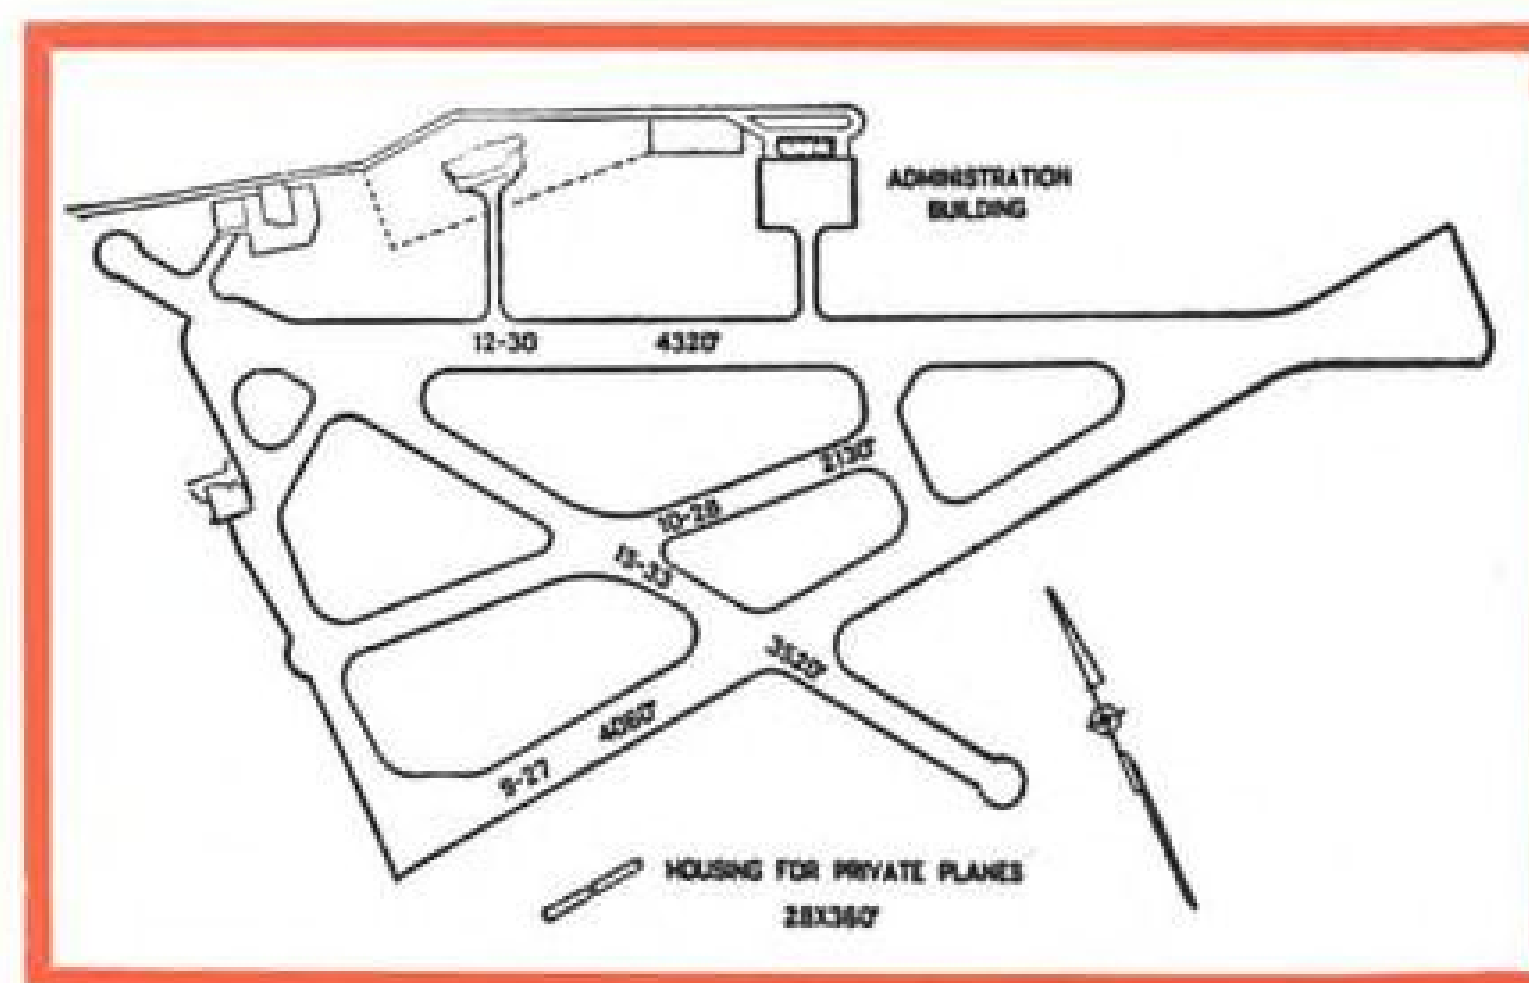 ADMINISTRATION
BUILDING
12-30 4320'
2130'
10-28
15-33
3520'
4060'
9-27
HOUSING FOR PRIVATE PLANES
28X360'